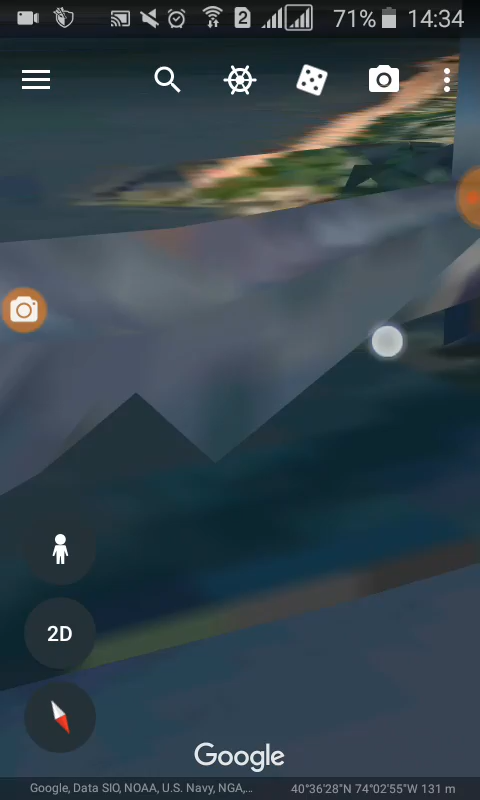 2 71% 14:34
2D
Google
Google, Data SIO, NOAA, U.S. Navy, NGA,... 40°36'28"N 74°02'55"W 131 m